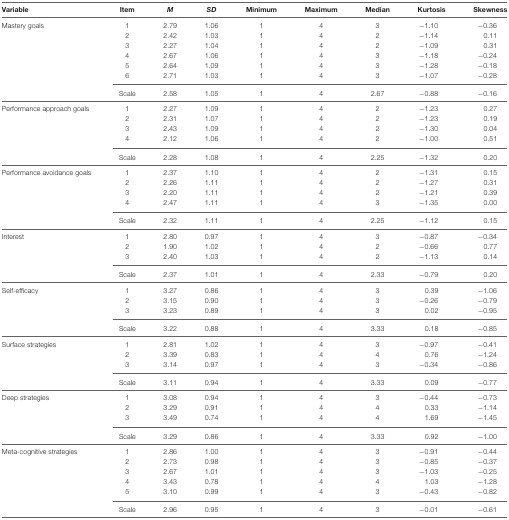 Variable Item M SD Minimum Maximum Median Kurtosis Skewness
Mastery goals 1 2.79 1.06 1 4 3 −1.10 −0.36
2 2.42 1.03 1 4 2 −1.14 0.11
3 2.27 1.04 1 4 2 −1.09 0.31
4 2.67 1.06 1 4 3 −1.18 −0.24
5 2.64 1.09 1 4 3 −1.28 −0.18
6 2.71 1.03 1 4 3 −1.07 −0.28
Scale 2.58 1.05 1 4 2.67 −0.88 −0.16
Performance approach goals 1 2.27 1.09 1 4 2 −1.23 0.27
2 2.31 1.07 1 4 2 −1.23 0.19
3 2.43 1.09 1 4 2 −1.30 0.04
4 2.12 1.06 1 4 2 −1.00 0.51
Scale 2.28 1.08 1 4 2.25 −1.32 0.20
Performance avoidance goals 1 2.37 1.10 1 4 2 −1.31 0.15
2 2.26 1.11 1 4 2 −1.27 0.31
3 2.20 1.11 1 4 2 −1.21 0.39
4 2.47 1.11 1 4 3 −1.35 0.00
Scale 2.32 1.11 1 4 2.25 −1.12 0.15
Interest 1 2.80 0.97 1 4 3 −0.87 −0.34
2 1.90 1.02 1 4 2 −0.66 0.77
3 2.40 1.03 1 4 2 −1.13 0.14
Scale 2.37 1.01 1 4 2.33 −0.79 0.20
Self-efficacy 1 3.27 0.86 1 4 3 0.39 −1.06
2 3.15 0.90 1 4 3 −0.26 −0.79
3 3.23 0.89 1 4 3 0.02 −0.95
Scale 3.22 0.88 1 4 3.33 0.18 −0.85
Surface strategies 1 2.81 1.02 1 4 3 −0.97 −0.41
2 3.39 0.83 1 4 4 0.76 −1.24
3 3.14 0.97 1 4 3 −0.34 −0.86
Scale 3.11 0.94 1 4 3.33 0.09 −0.77
Deep strategies 1 3.08 0.94 1 4 3 −0.44 −0.73
2 3.29 0.91 1 4 4 0.33 −1.14
3 3.49 0.74 1 4 4 1.69 −1.45
Scale 3.29 0.86 1 4 3.33 0.92 −1.00
Meta-cognitive strategies 1 2.86 1.00 1 4 3 −0.91 −0.44
2 2.73 0.98 1 4 3 −0.85 −0.37
3 2.67 1.01 1 4 3 −1.03 −0.25
4 3.43 0.78 1 4 4 1.03 −1.28
5 3.10 0.99 1 4 3 −0.43 −0.82
Scale 2.96 0.95 1 4 3 −0.01 −0.61